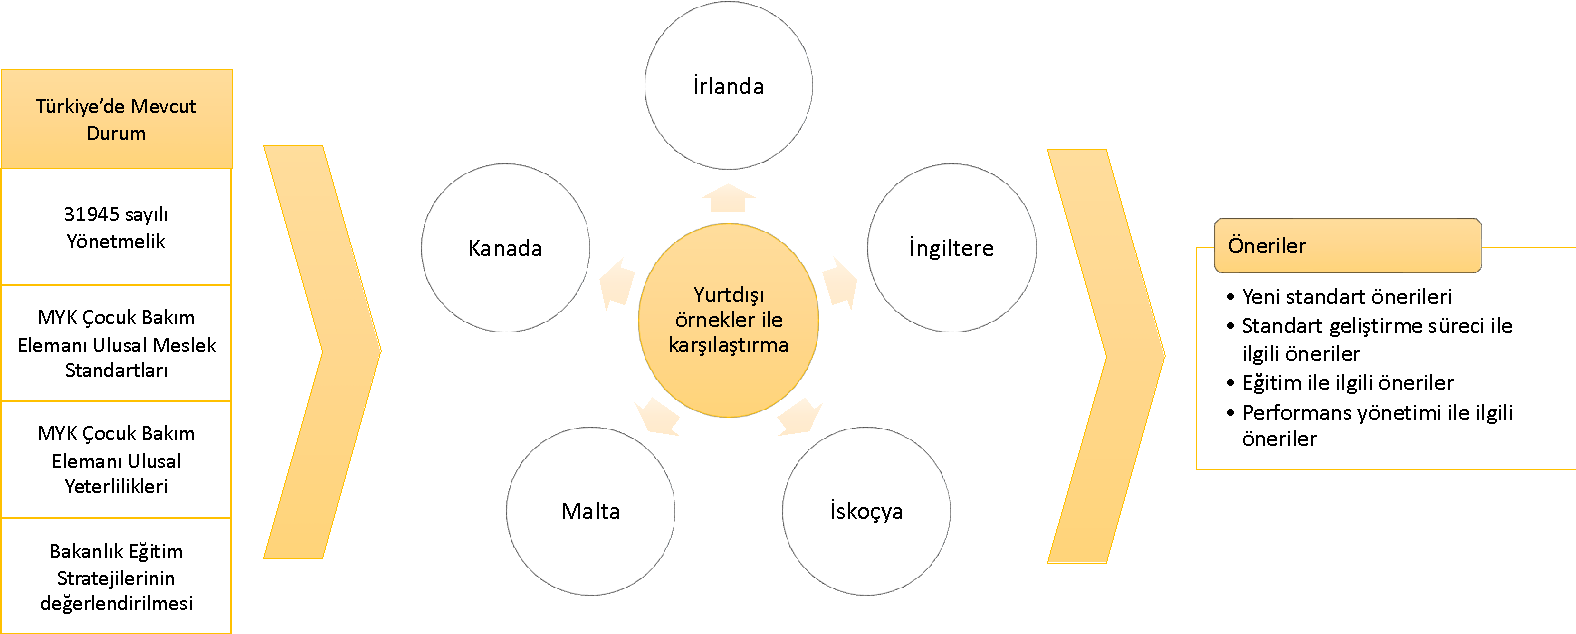 Türkiye’de Mevcut
Durum
31945 sayılı
Yönetmelik
MYK Çocuk Bakım
Elemanı Ulusal Meslek
Standartları
MYK Çocuk Bakım
Elemanı Ulusal
Yeterlilikleri
Bakanlık Eğitim
Stratejilerinin
değerlendirilmesi
İrlanda
Kanada
İngiltere
Yurtdışı
örnekler ile
karşılaştırma
Malta
İskoçya
Öneriler
• Yeni standart önerileri
• Standart geliştirme süreci ile
ilgili öneriler
• Eğitim ile ilgili öneriler
• Performans yönetimi ile ilgili
öneriler